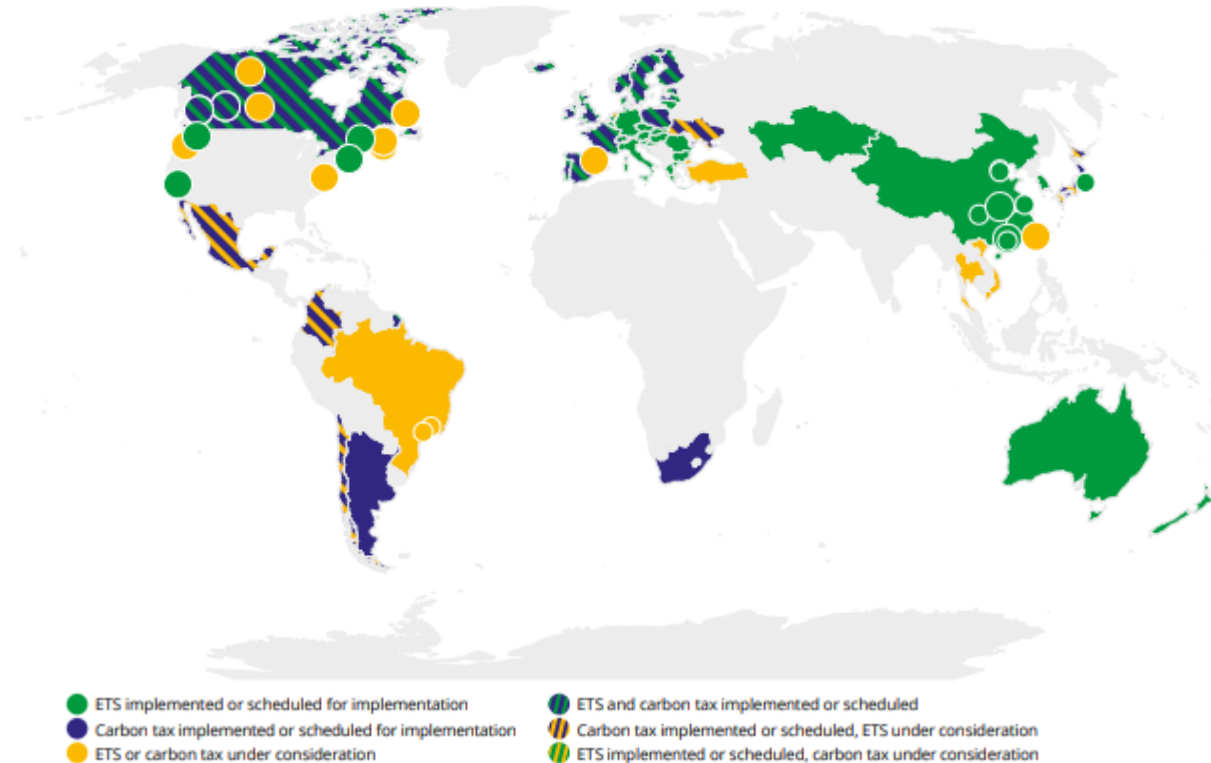 ETS implemented or scheduled for implementation
Carbon tax implemented or scheduled for implementation
ETS or carbon tax under consideration
ETS and carbon tax implemented or scheduled
Carbon tax implemented or scheduled, ETS under consideration
ETS implemented or scheduled, carbon tax under consideration